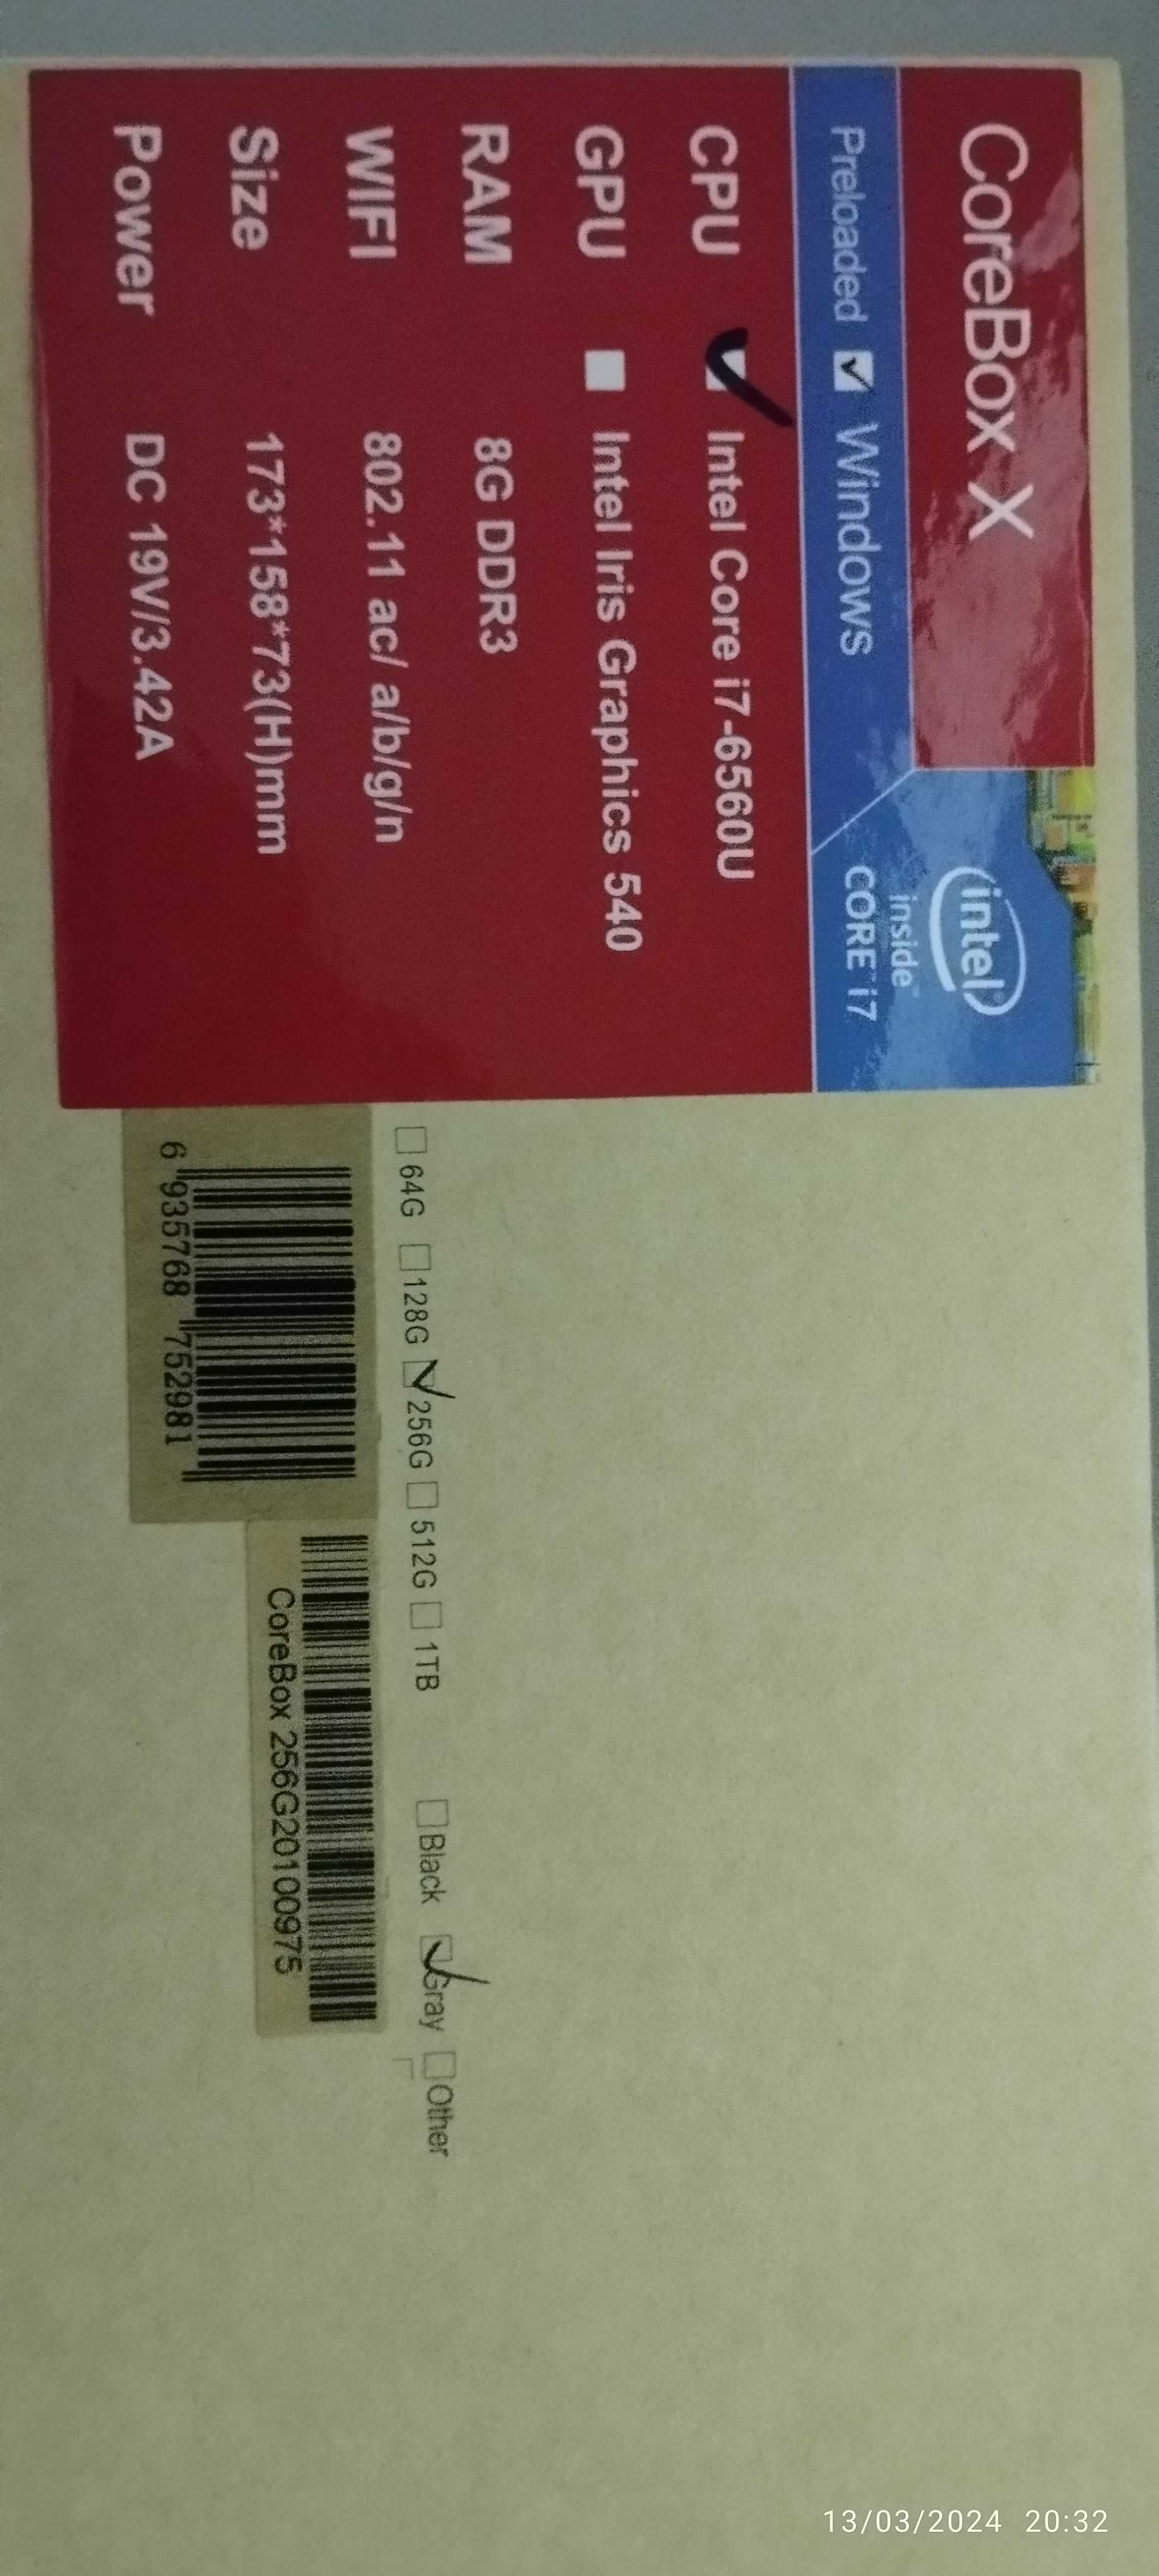 CoreBox X
intel
inside™
CORE™ i7
Preloaded ☑ Windows
CPU ☑ Intel Core i7-6560U
GPU ☐ Intel Iris Graphics 540
RAM 8G DDR3
WIFI 802.11 ac/ a/b/g/n
Size 173*158*73(H)mm
Power DC 19V/3.42A
☐ 64G ☐ 128G ☑ 256G ☐ 512G ☐ 1TB ☐ Black ☑ Gray ☐ Other
6 935768 752981
CoreBox 256G20100975
13/03/2024 20:32